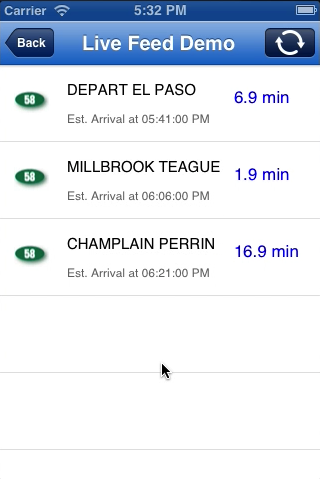 Carrier 5:32 PM
Back Live Feed Demo
58 DEPART EL PASO 6.9 min
Est. Arrival at 05:41:00 PM
58 MILLBROOK TEAGUE 1.9 min
Est. Arrival at 06:06:00 PM
58 CHAMPLAIN PERRIN 16.9 min
Est. Arrival at 06:21:00 PM